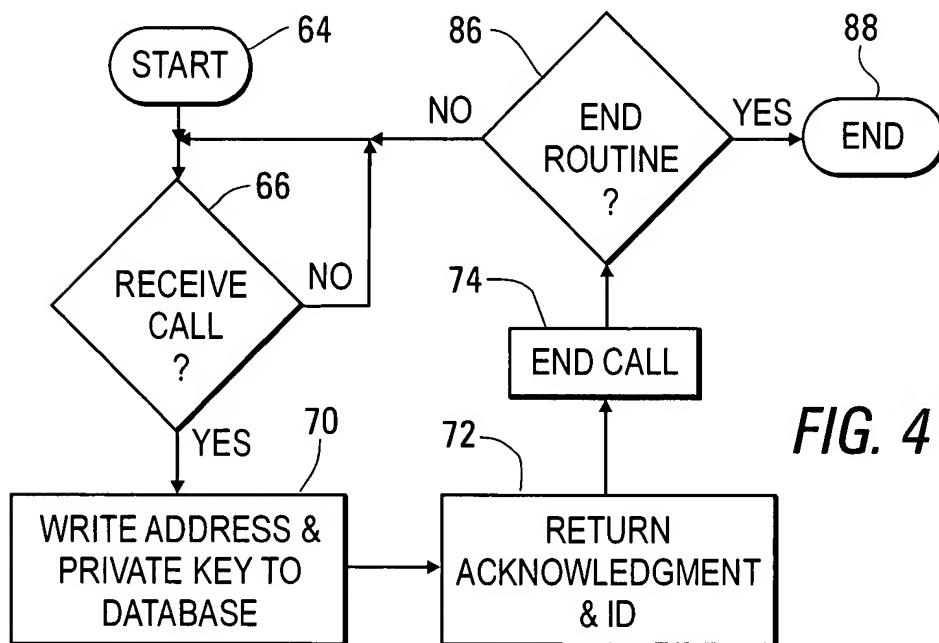 64
START
86
88
NO
END
ROUTINE
?
YES
END
66
RECEIVE
CALL
?
NO
74
END CALL
FIG. 4
YES
70
WRITE ADDRESS &
PRIVATE KEY TO
DATABASE
72
RETURN
ACKNOWLEDGMENT
& ID